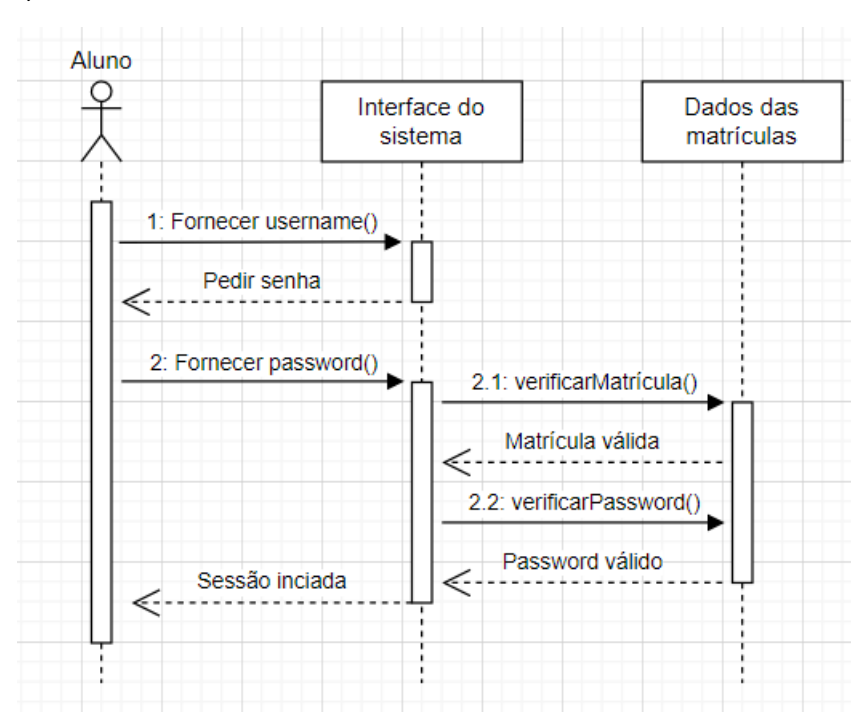 Aluno
Interface do
sistema
Dados das
matrículas
1: Fornecer username()
Pedir senha
2: Fornecer password()
2.1: verificarMatrícula()
Matrícula válida
2.2: verificarPassword()
Password válido
Sessão inciada